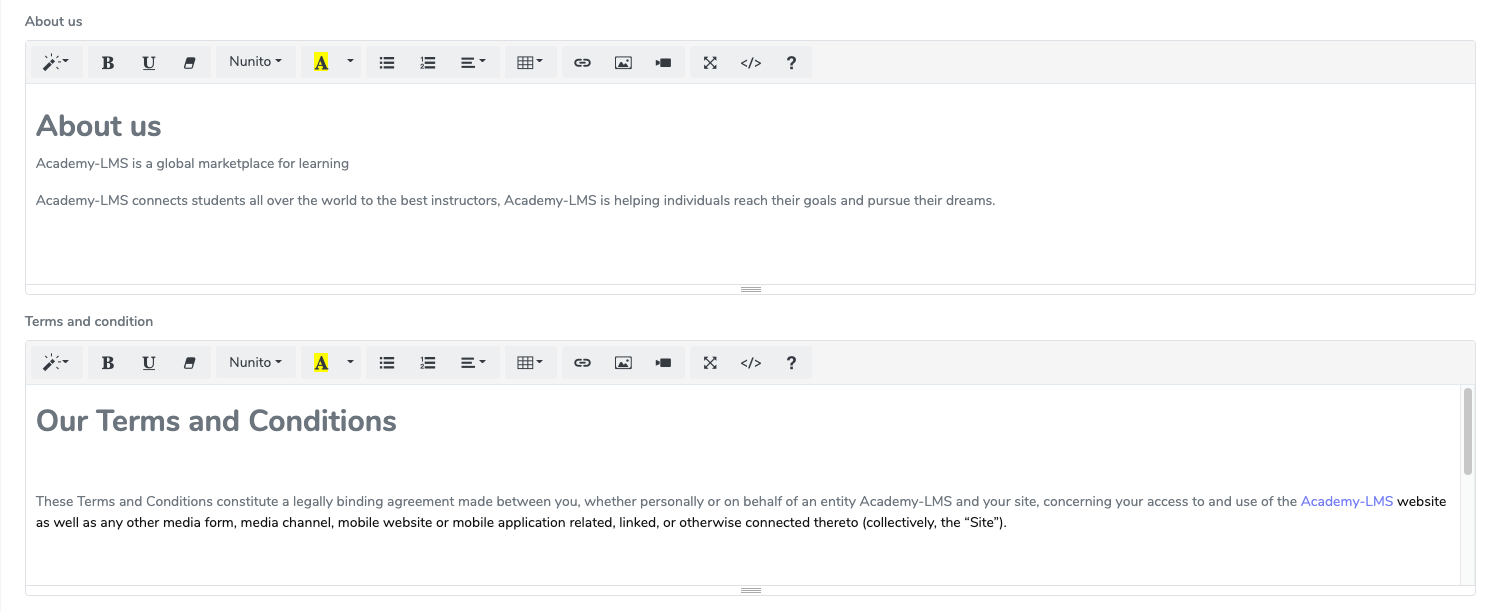 About us
B U Nunito A </> ?
About us
Academy-LMS is a global marketplace for learning
Academy-LMS connects students all over the world to the best instructors, Academy-LMS is helping individuals reach their goals and pursue their dreams.
Terms and condition
B U Nunito A </> ?
Our Terms and Conditions
These Terms and Conditions constitute a legally binding agreement made between you, whether personally or on behalf of an entity Academy-LMS and your site, concerning your access to and use of the Academy-LMS website
as well as any other media form, media channel, mobile website or mobile application related, linked, or otherwise connected thereto (collectively, the “Site”).